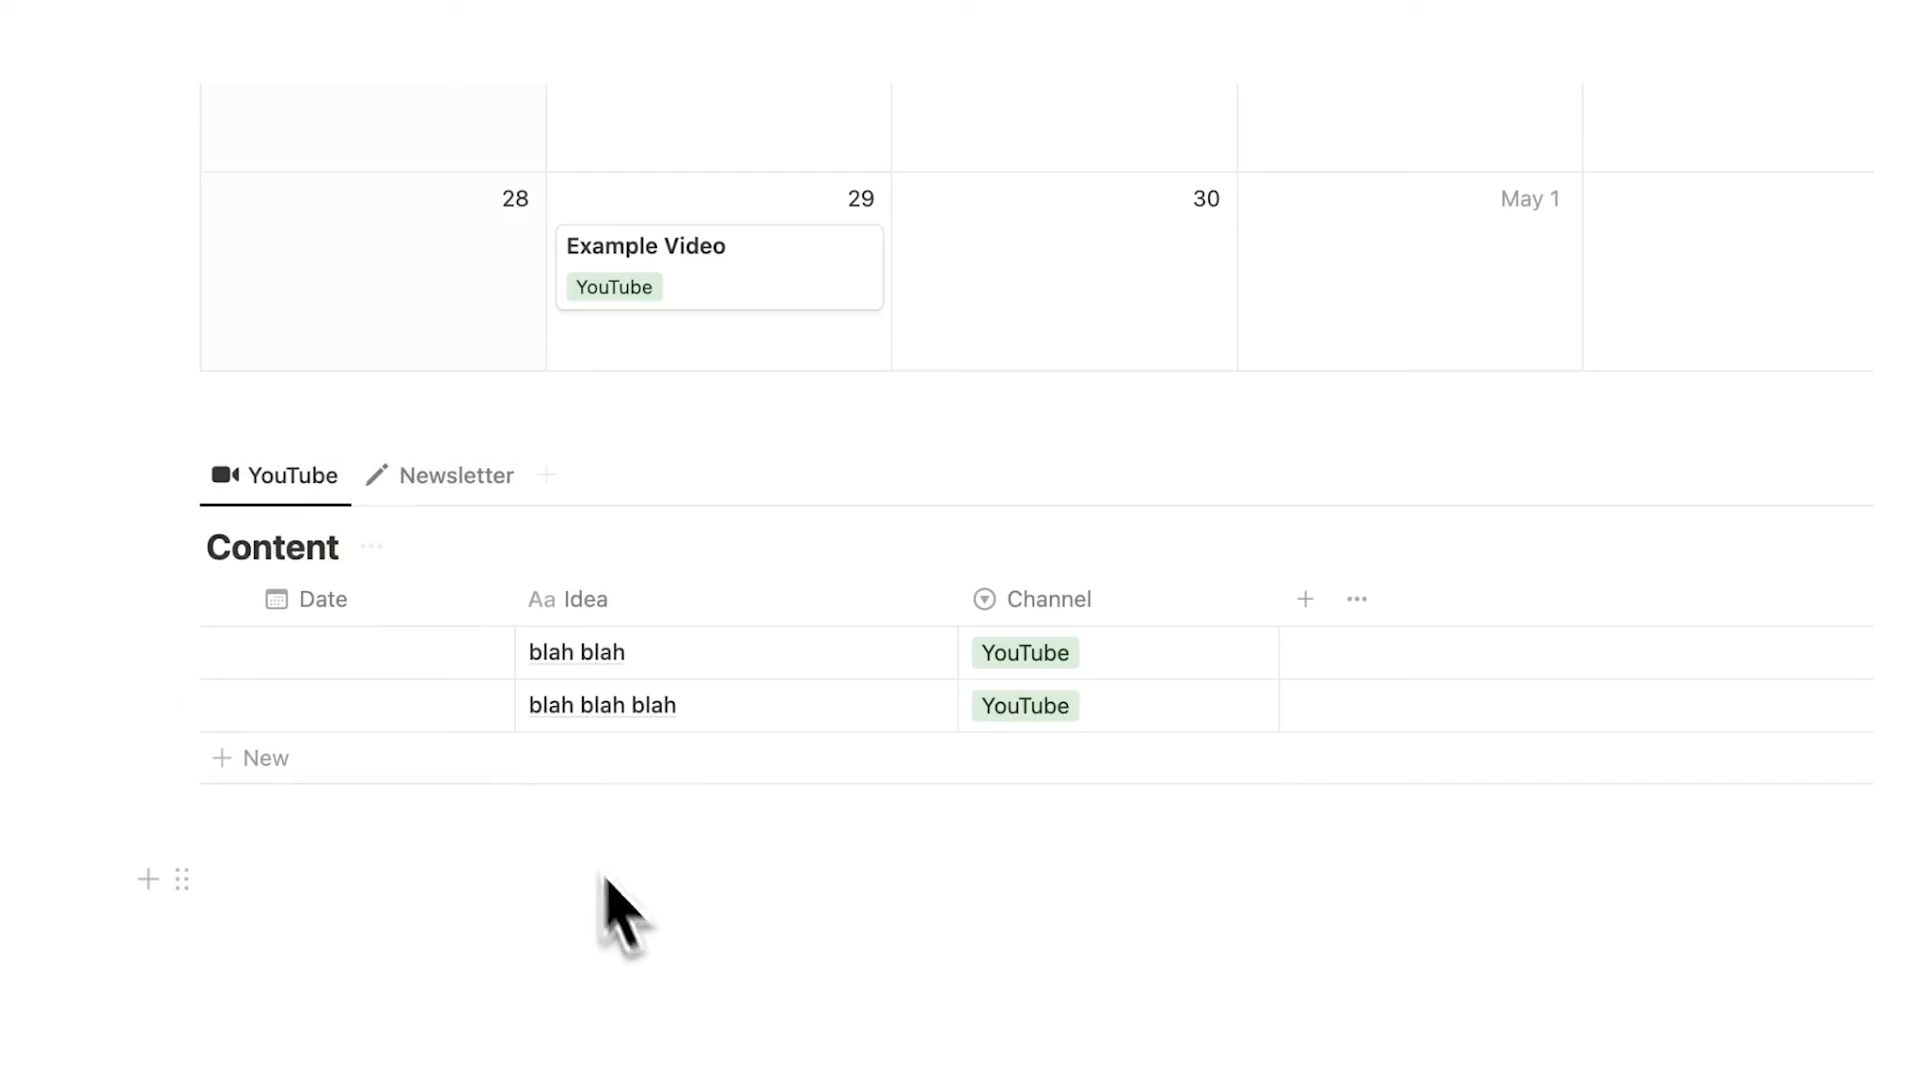 28 29 30 May 1
Example Video
YouTube
YouTube Newsletter
Content
Date Aa Idea Channel
blah blah YouTube
blah blah blah YouTube
New